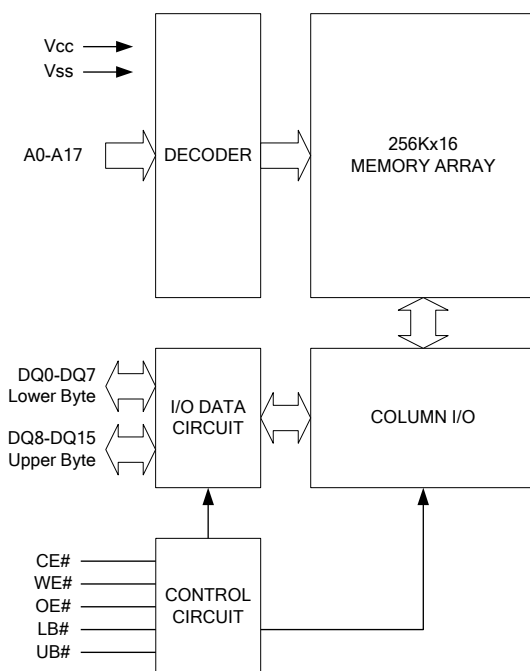 Vcc
Vss
A0-A17
DECODER
256Kx16
MEMORY ARRAY
DQ0-DQ7
Lower Byte
DQ8-DQ15
Upper Byte
I/O DATA
CIRCUIT
COLUMN I/O
CE#
WE#
OE#
LB#
UB#
CONTROL
CIRCUIT